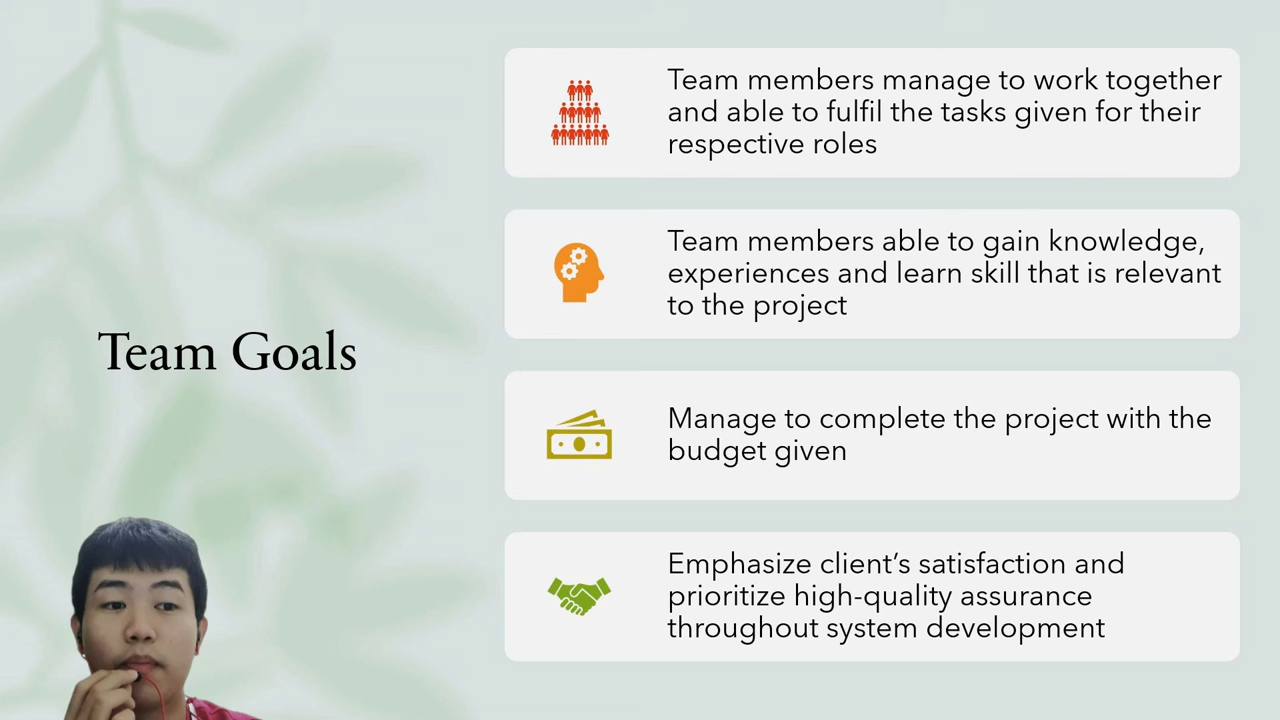 Team Goals
Team members manage to work together
and able to fulfil the tasks given for their
respective roles
Team members able to gain knowledge,
experiences and learn skill that is relevant
to the project
Manage to complete the project with the
budget given
Emphasize client’s satisfaction and
prioritize high-quality assurance
throughout system development